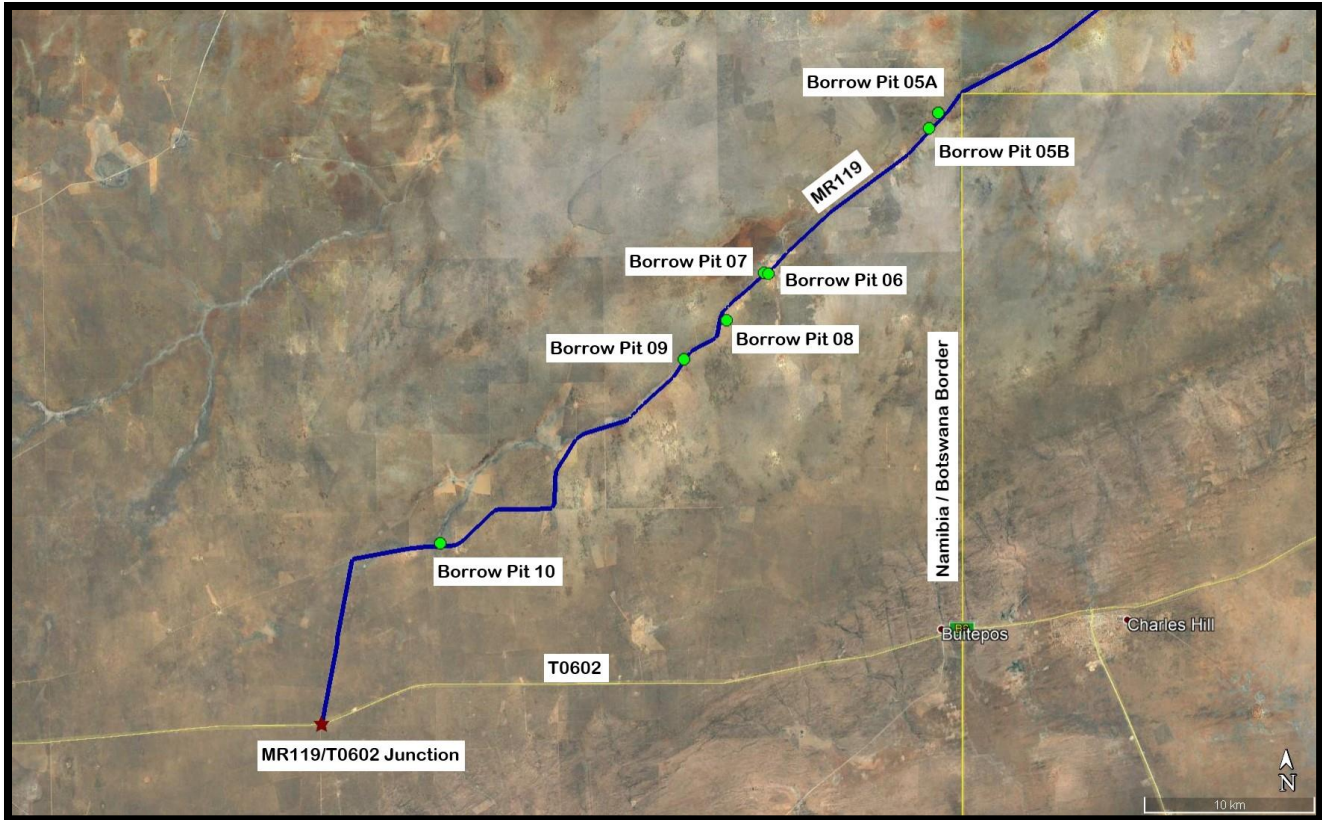 Borrow Pit 05A
Borrow Pit 05B
MR119
Borrow Pit 07
Borrow Pit 06
Borrow Pit 08
Borrow Pit 09
Namibia / Botswana Border
Borrow Pit 10
Buitepos
Charles Hill
T0602
MR119/T0602 Junction
N
10 km